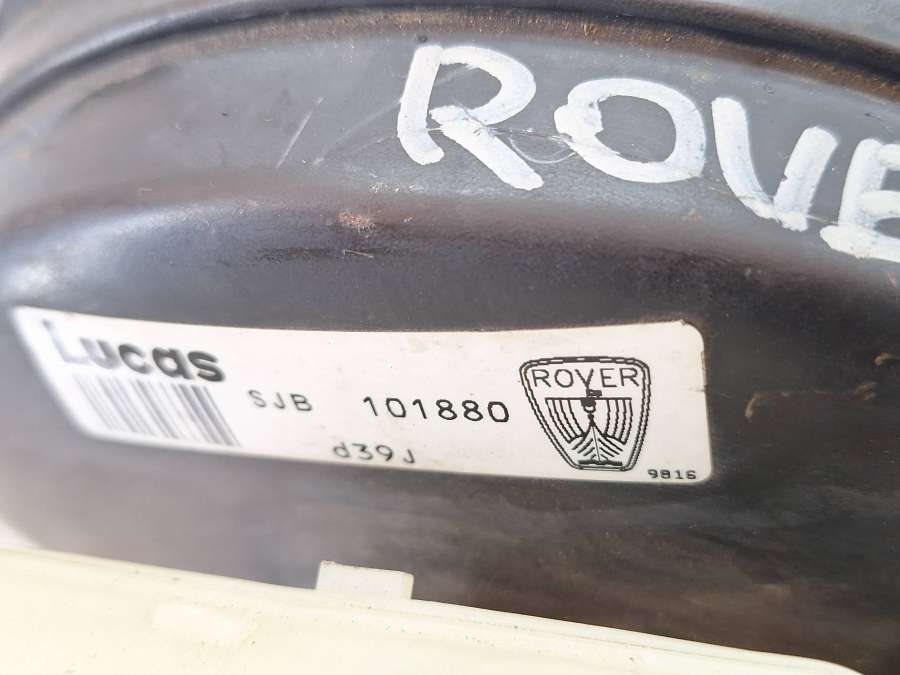 ROVE
Lucas
SJB 101880
d39J
ROVER
9816